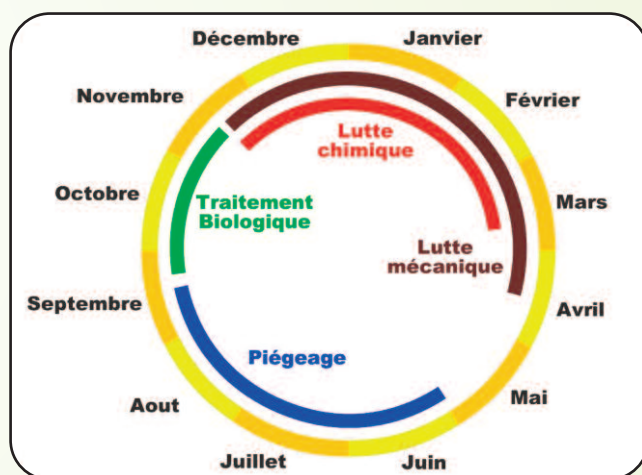 Décembre
Janvier
Novembre
Février
Lutte
chimique
Octobre
Traitement
Biologique
Mars
Lutte
mécanique
Septembre
Avril
Piégeage
Aout
Mai
Juillet
Juin